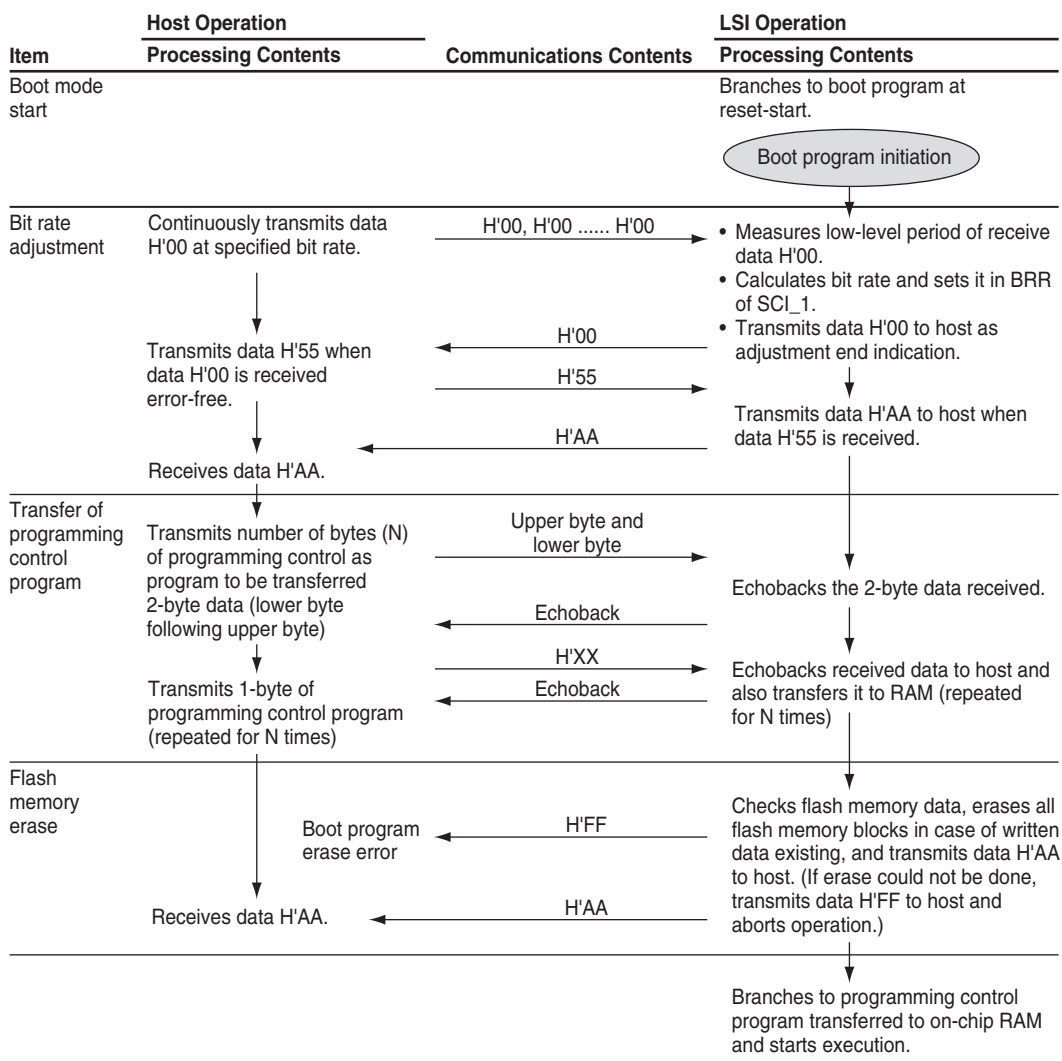 Host Operation
LSI Operation
Item
Processing Contents
Communications Contents
Processing Contents
Boot mode
start
Branches to boot program at
reset-start.
Boot program initiation
Bit rate
adjustment
Continuously transmits data
H'00 at specified bit rate.
H'00, H'00 ...... H'00
• Measures low-level period of receive
data H'00.
• Calculates bit rate and sets it in BRR
of SCI_1.
• Transmits data H'00 to host as
adjustment end indication.
H'00
Transmits data H'55 when
data H'00 is received
error-free.
H'55
Transmits data H'AA to host when
data H'55 is received.
H'AA
Receives data H'AA.
Transfer of
programming
control
program
Transmits number of bytes (N)
of programming control as
program to be transferred
2-byte data (lower byte
following upper byte)
Upper byte and
lower byte
Echobacks the 2-byte data received.
Echoback
H'XX
Transmits 1-byte of
programming control program
(repeated for N times)
Echoback
Echobacks received data to host and
also transfers it to RAM (repeated
for N times)
Flash
memory
erase
Boot program
erase error
H'FF
Checks flash memory data, erases all
flash memory blocks in case of written
data existing, and transmits data H'AA
to host. (If erase could not be done,
transmits data H'FF to host and
aborts operation.)
Receives data H'AA.
H'AA
Branches to programming control
program transferred to on-chip RAM
and starts execution.